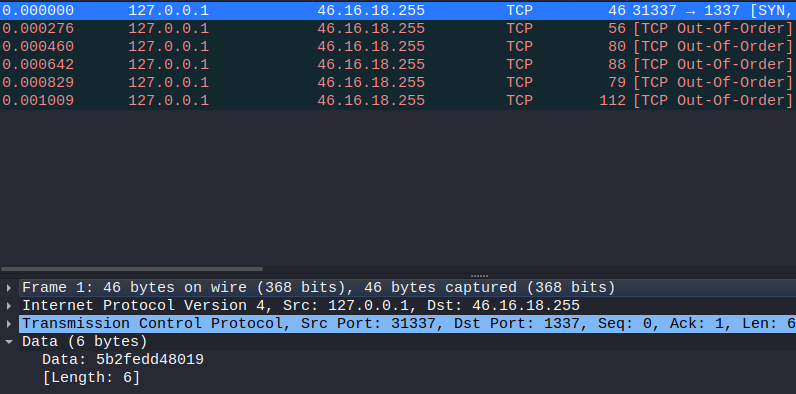 0.000000 127.0.0.1 46.16.18.255 TCP 46 31337 → 1337 [SYN,
0.000276 127.0.0.1 46.16.18.255 TCP 56 [TCP Out-Of-Order]
0.000460 127.0.0.1 46.16.18.255 TCP 80 [TCP Out-Of-Order]
0.000642 127.0.0.1 46.16.18.255 TCP 88 [TCP Out-Of-Order]
0.000829 127.0.0.1 46.16.18.255 TCP 79 [TCP Out-Of-Order]
0.001009 127.0.0.1 46.16.18.255 TCP 112 [TCP Out-Of-Order]
Frame 1: 46 bytes on wire (368 bits), 46 bytes captured (368 bits)
Internet Protocol Version 4, Src: 127.0.0.1, Dst: 46.16.18.255
Transmission Control Protocol, Src Port: 31337, Dst Port: 1337, Seq: 0, Ack: 1, Len: 6
Data (6 bytes)
Data: 5b2fedd48019
[Length: 6]